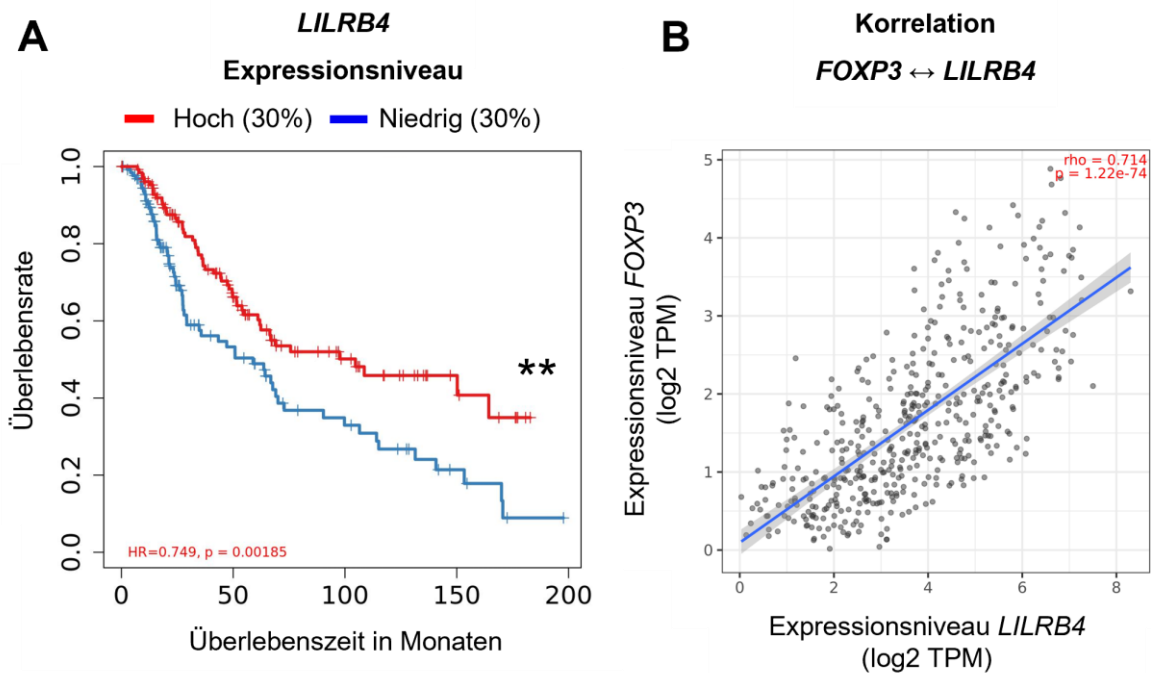 A
LILRB4
Expressionsniveau
Hoch (30%) Niedrig (30%)
Überlebensrate
1.0
0.8
0.6
0.4
0.2
0.0
**
HR=0.749, p = 0.00185
0 50 100 150 200
Überlebenszeit in Monaten
B
Korrelation
FOXP3 ↔ LILRB4
Expressionsniveau FOXP3
(log2 TPM)
rho = 0.714
p = 1.22e-74
5
4
3
2
1
0
0 2 4 6 8
Expressionsniveau LILRB4
(log2 TPM)